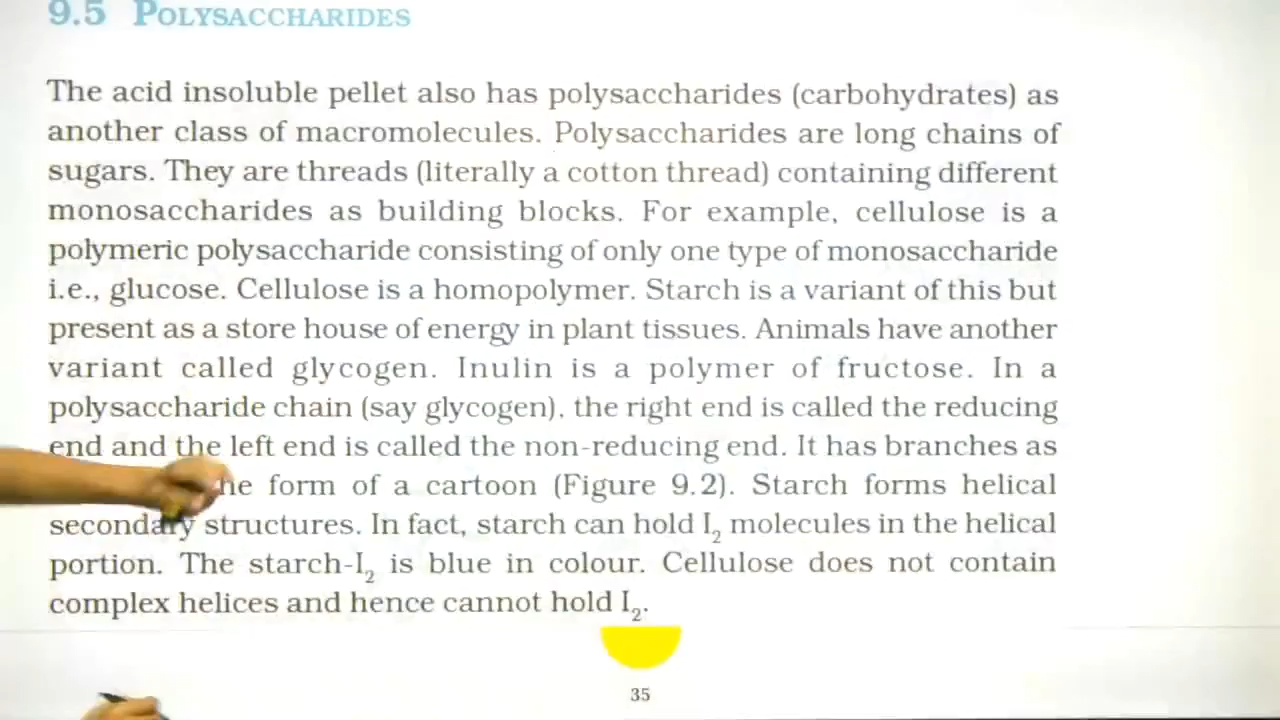 9.5 POLYSACCHARIDES
The acid insoluble pellet also has polysaccharides (carbohydrates) as
another class of macromolecules. Polysaccharides are long chains of
sugars. They are threads (literally a cotton thread) containing different
monosaccharides as building blocks. For example, cellulose is a
polymeric polysaccharide consisting of only one type of monosaccharide
i.e., glucose. Cellulose is a homopolymer. Starch is a variant of this but
present as a store house of energy in plant tissues. Animals have another
variant called glycogen. Inulin is a polymer of fructose. In a
polysaccharide chain (say glycogen), the right end is called the reducing
end and the left end is called the non-reducing end. It has branches as
form of a cartoon (Figure 9.2). Starch forms helical
secondary structures. In fact, starch can hold I₂ molecules in the helical
portion. The starch-I₂ is blue in colour. Cellulose does not contain
complex helices and hence cannot hold I₂.
35